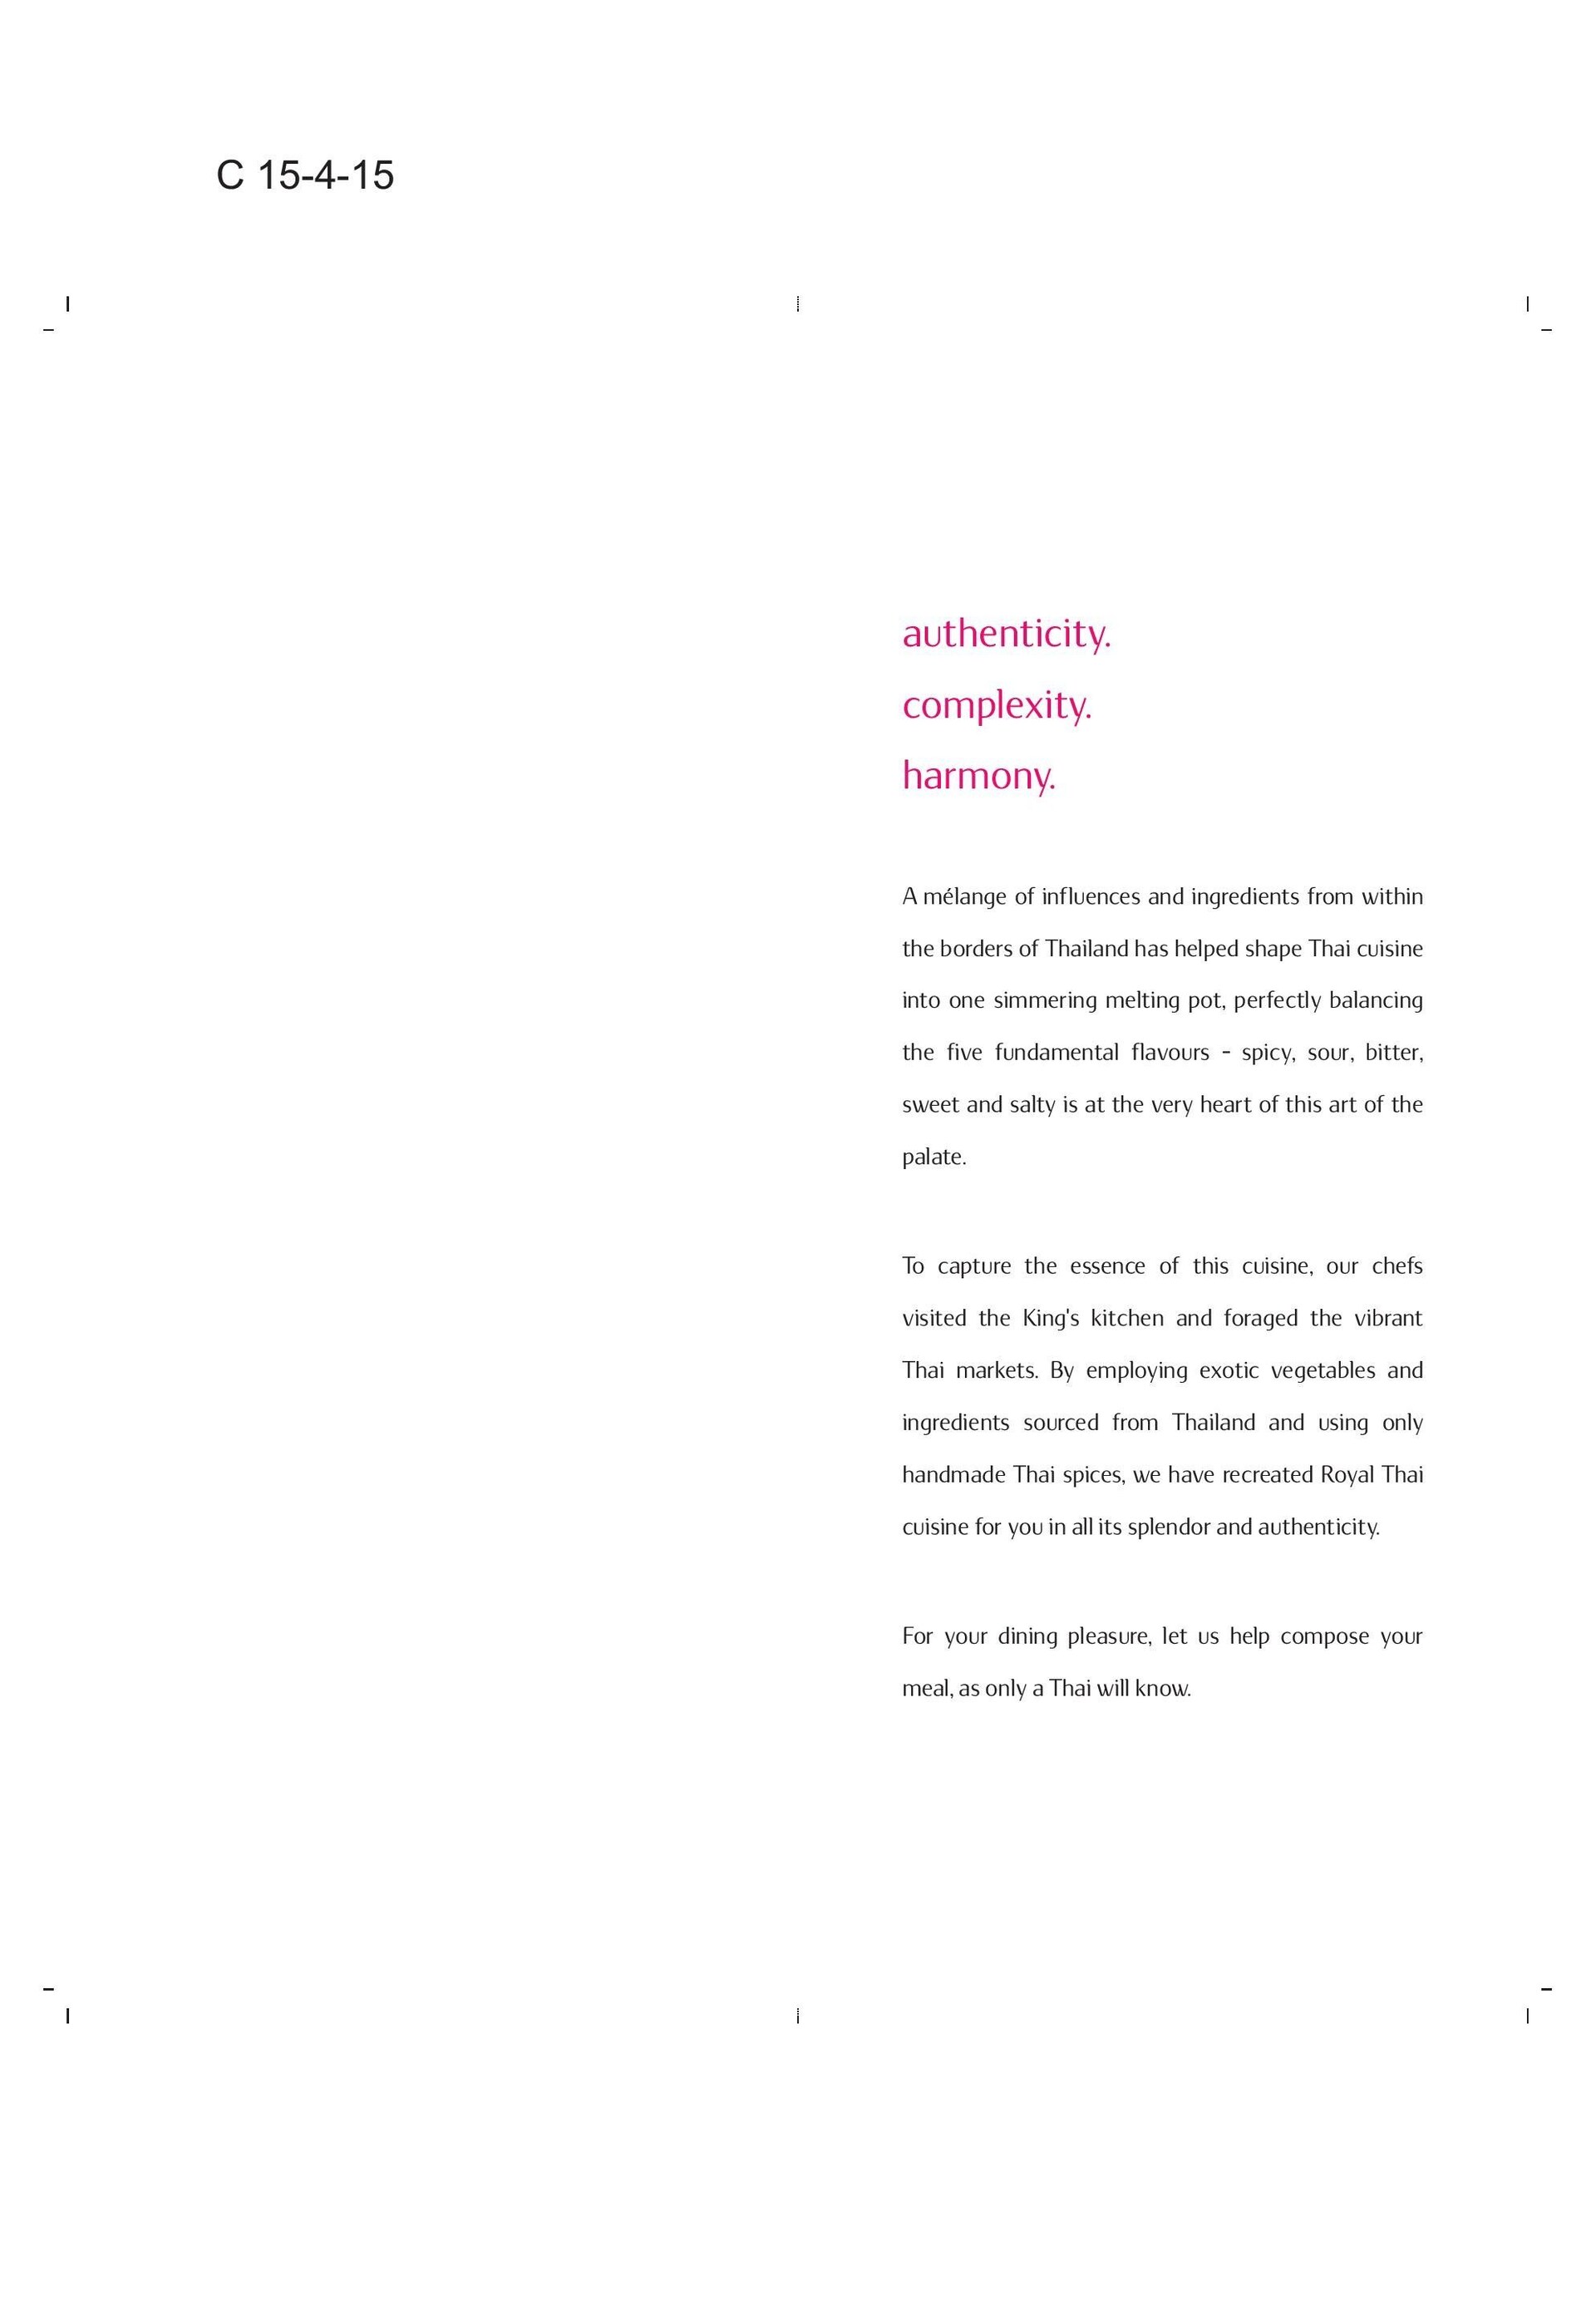 C 15-4-15
authenticity.
complexity.
harmony.
A mélange of influences and ingredients from within
the borders of Thailand has helped shape Thai cuisine
into one simmering melting pot, perfectly balancing
the five fundamental flavours - spicy, sour, bitter,
sweet and salty is at the very heart of this art of the
palate.
To capture the essence of this cuisine, our chefs
visited the King's kitchen and foraged the vibrant
Thai markets. By employing exotic vegetables and
ingredients sourced from Thailand and using only
handmade Thai spices, we have recreated Royal Thai
cuisine for you in all its splendor and authenticity.
For your dining pleasure, let us help compose your
meal, as only a Thai will know.